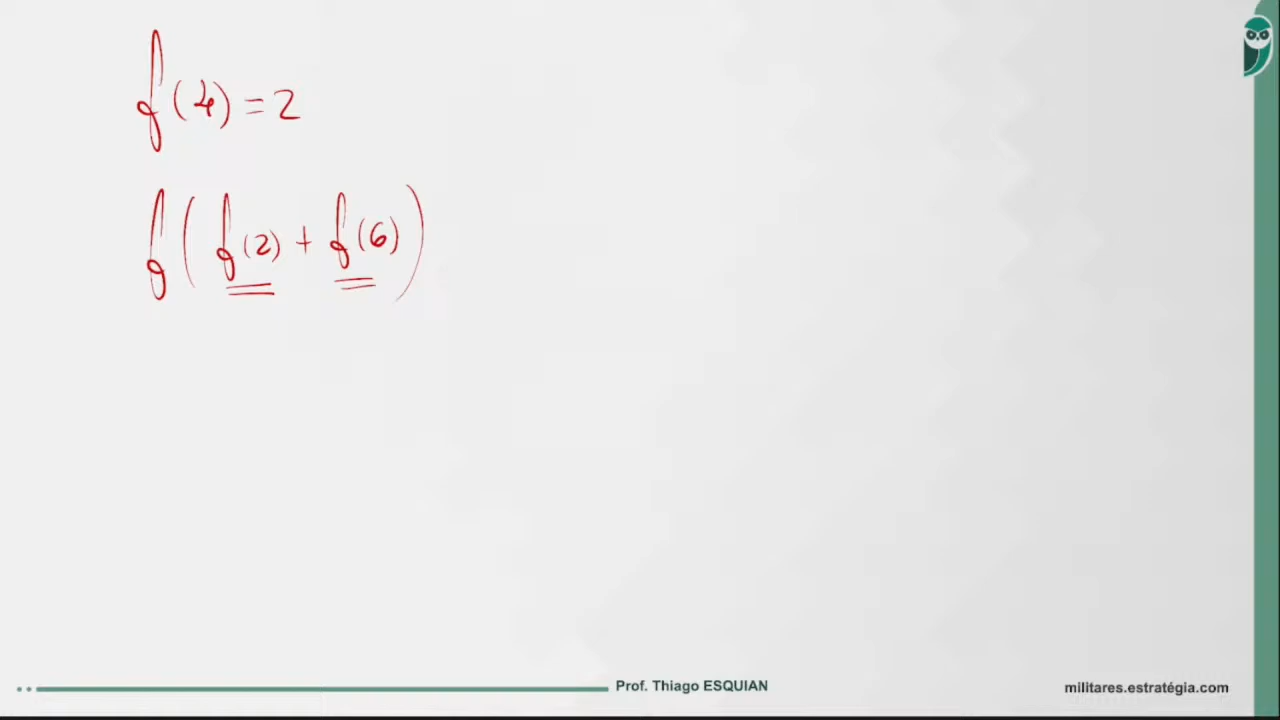 f(4) = 2
f(f(2) + f(6))
Prof. Thiago ESQUIAN
militares.estratégia.com